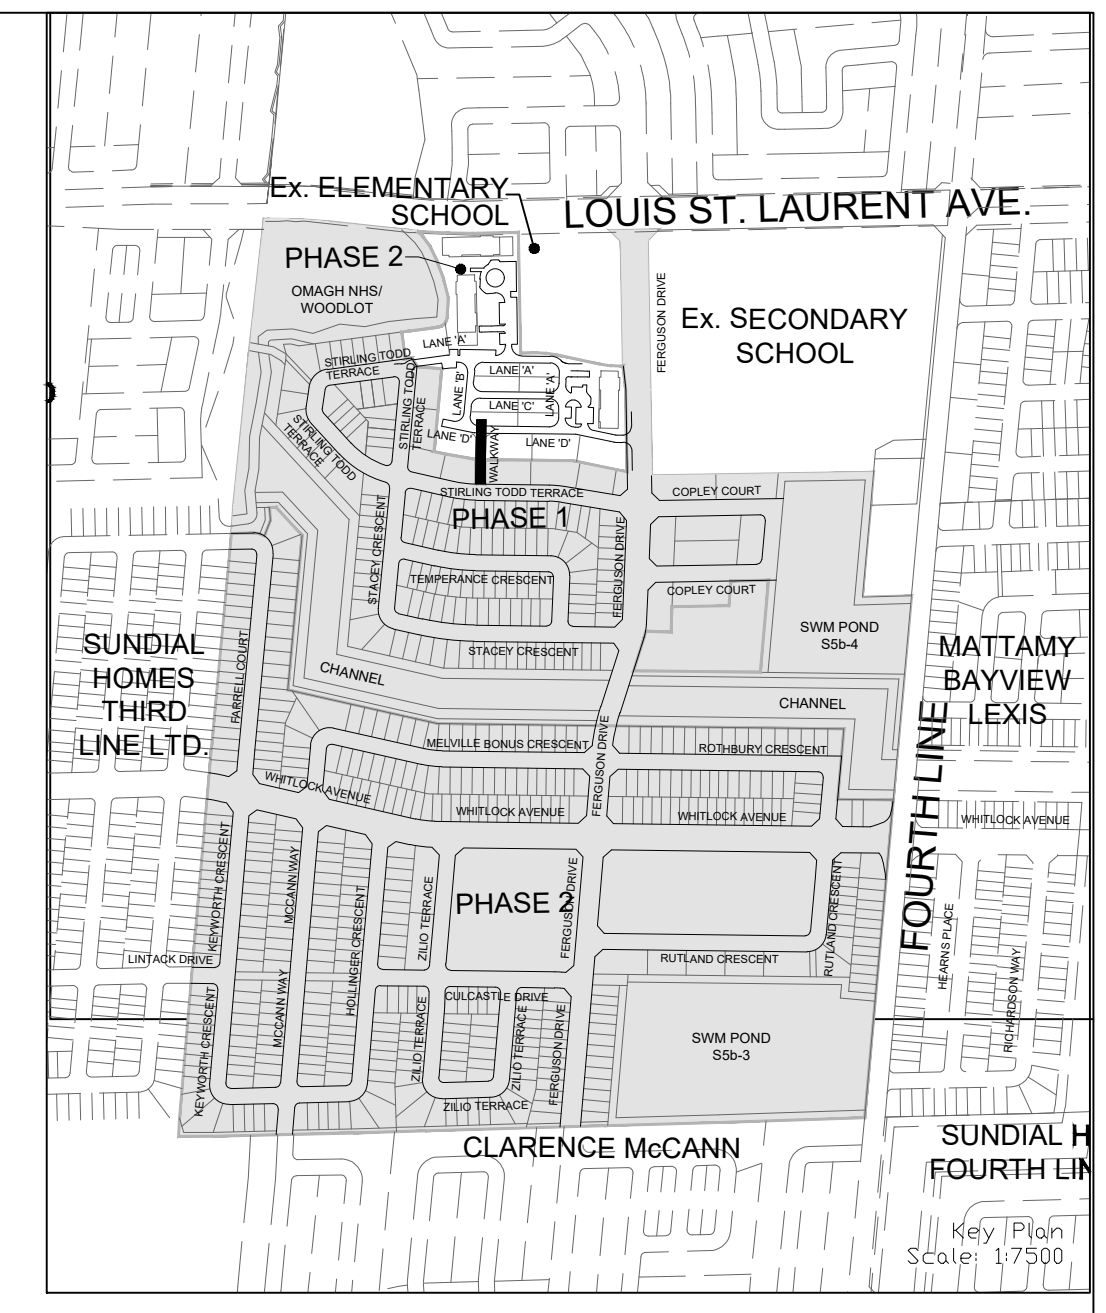 Ex. ELEMENTARY
SCHOOL
LOUIS ST. LAURENT AVE.
PHASE 2
OMAGH NHS/
WOODLOT
FERGUSON DRIVE
Ex. SECONDARY
SCHOOL
LANE 'A'
STIRLING TODD
TERRACE
LANE 'B'
LANE 'A'
LANE 'A'
LANE 'C'
STIRLING TODD
TERRACE
STIRLING TODD
TERRACE
LANE 'D'
WALKWAY
LANE 'D'
STIRLING TODD TERRACE
COPLEY COURT
PHASE 1
STACEY CRESCENT
FERGUSON DRIVE
TEMPERANCE CRESCENT
COPLEY COURT
SWM POND
S5b-4
SUNDIAL
HOMES
THIRD
LINE LTD.
FARRELL COURT
STACEY CRESCENT
CHANNEL
CHANNEL
MATTAMY
BAYVIEW
LEXIS
FOURTH LINE
MELVILLE BONUS CRESCENT
FERGUSON DRIVE
ROTHBURY CRESCENT
WHITLOCK AVENUE
WHITLOCK AVENUE
WHITLOCK AVENUE
WHITLOCK AVENUE
KEYWORTH CRESCENT
MCCANN WAY
HOLLINGER CRESCENT
ZILIO TERRACE
PHASE 2
FERGUSON DRIVE
RUTLAND CRESCENT
HEARNS PLACE
RICHARDSON WAY
LINTACK DRIVE
RUTLAND CRESCENT
KEYWORTH CRESCENT
MCCANN WAY
ZILIO TERRACE
CULCASTLE DRIVE
ZILIO TERRACE
FERGUSON DRIVE
SWM POND
S5b-3
ZILIO TERRACE
CLARENCE McCANN
SUNDIAL H
FOURTH LIN
Key Plan
Scale: 1:7500